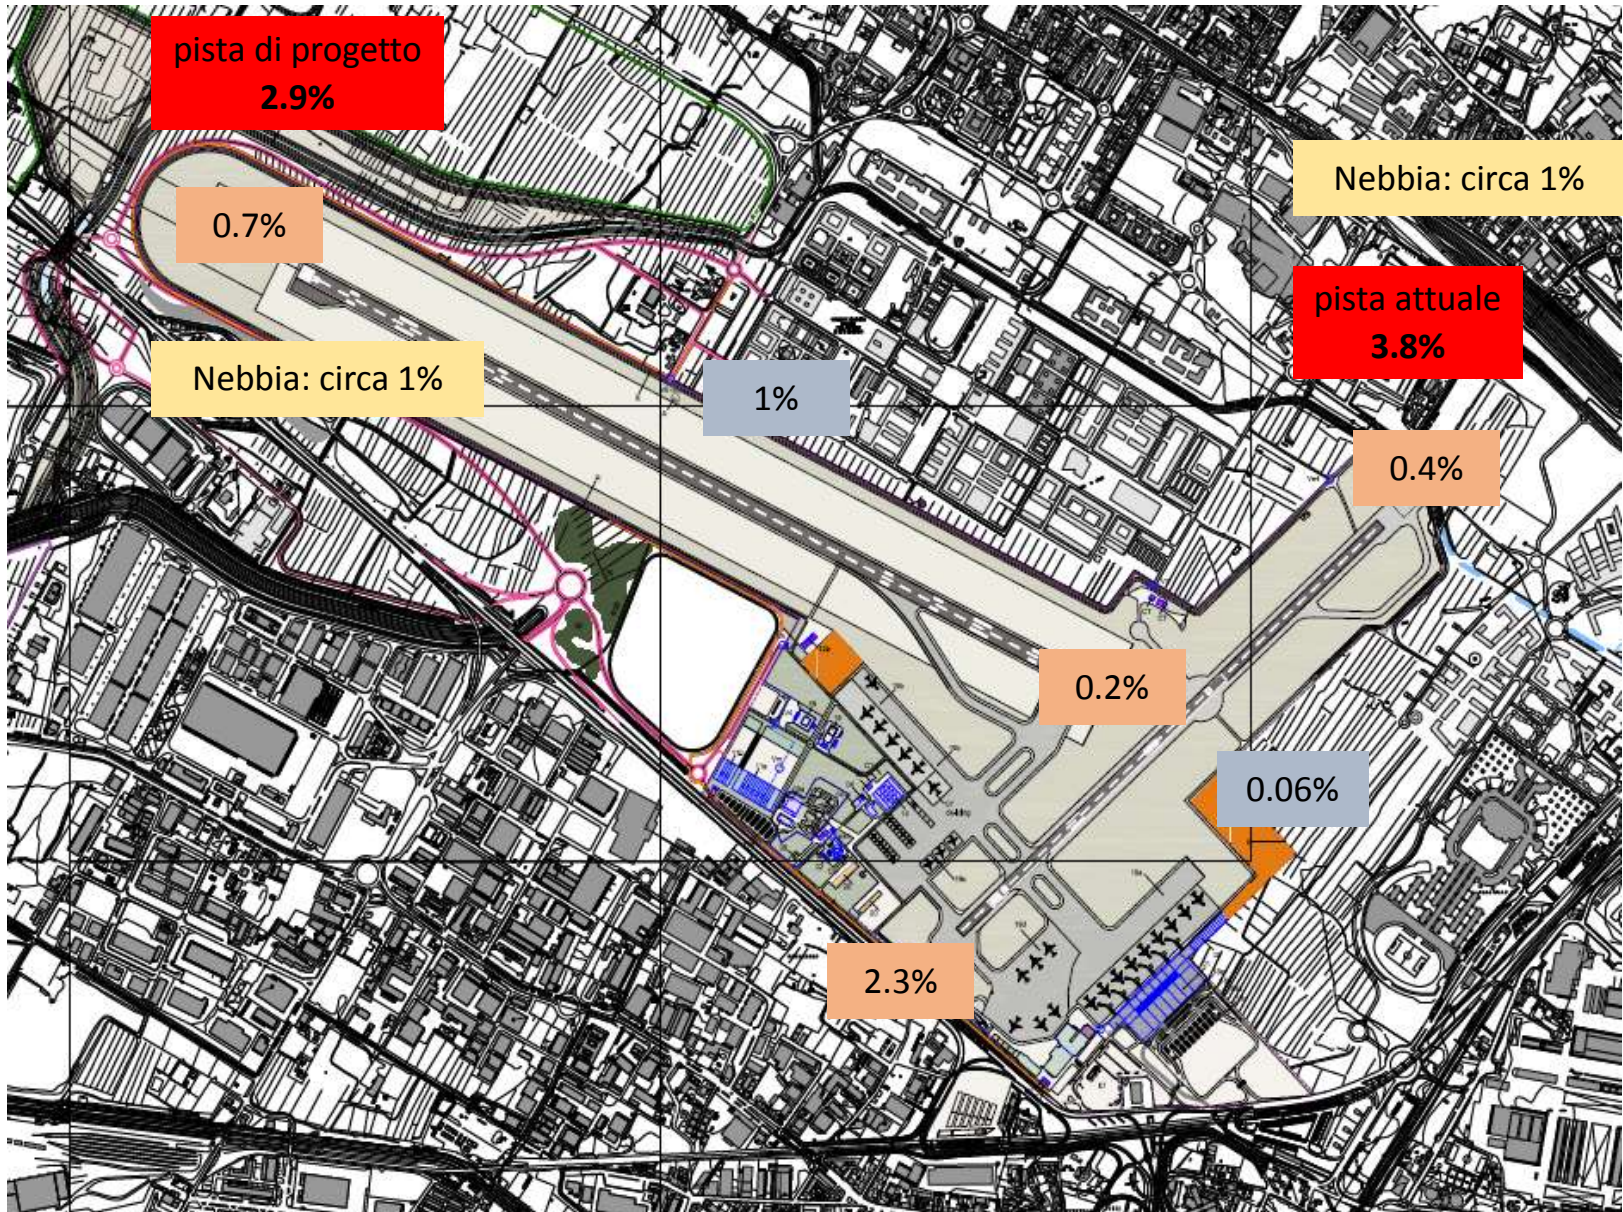 pista di progetto
2.9%
Nebbia: circa 1%
0.7%
pista attuale
3.8%
Nebbia: circa 1%
1%
0.4%
0.2%
0.06%
2.3%